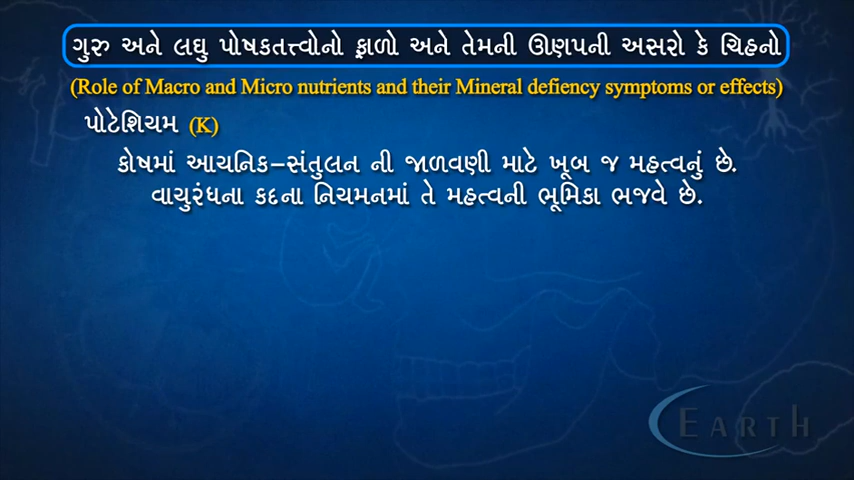 ગુરુ અને લઘુ પોષકતત્ત્વોનો ફાળો અને તેમની ઊણપની અસરો કે ચિહનો
(Role of Macro and Micro nutrients and their Mineral defiency symptoms or effects)
પોટેશિયમ (K)
કોષમાં આયનિક-સંતુલન ની જાળવણી માટે ખૂબ જ મહત્વનું છે.
વાયુરંધ્રના કદના નિયમનમાં તે મહત્વની ભૂમિકા ભજવે છે.
EARTH